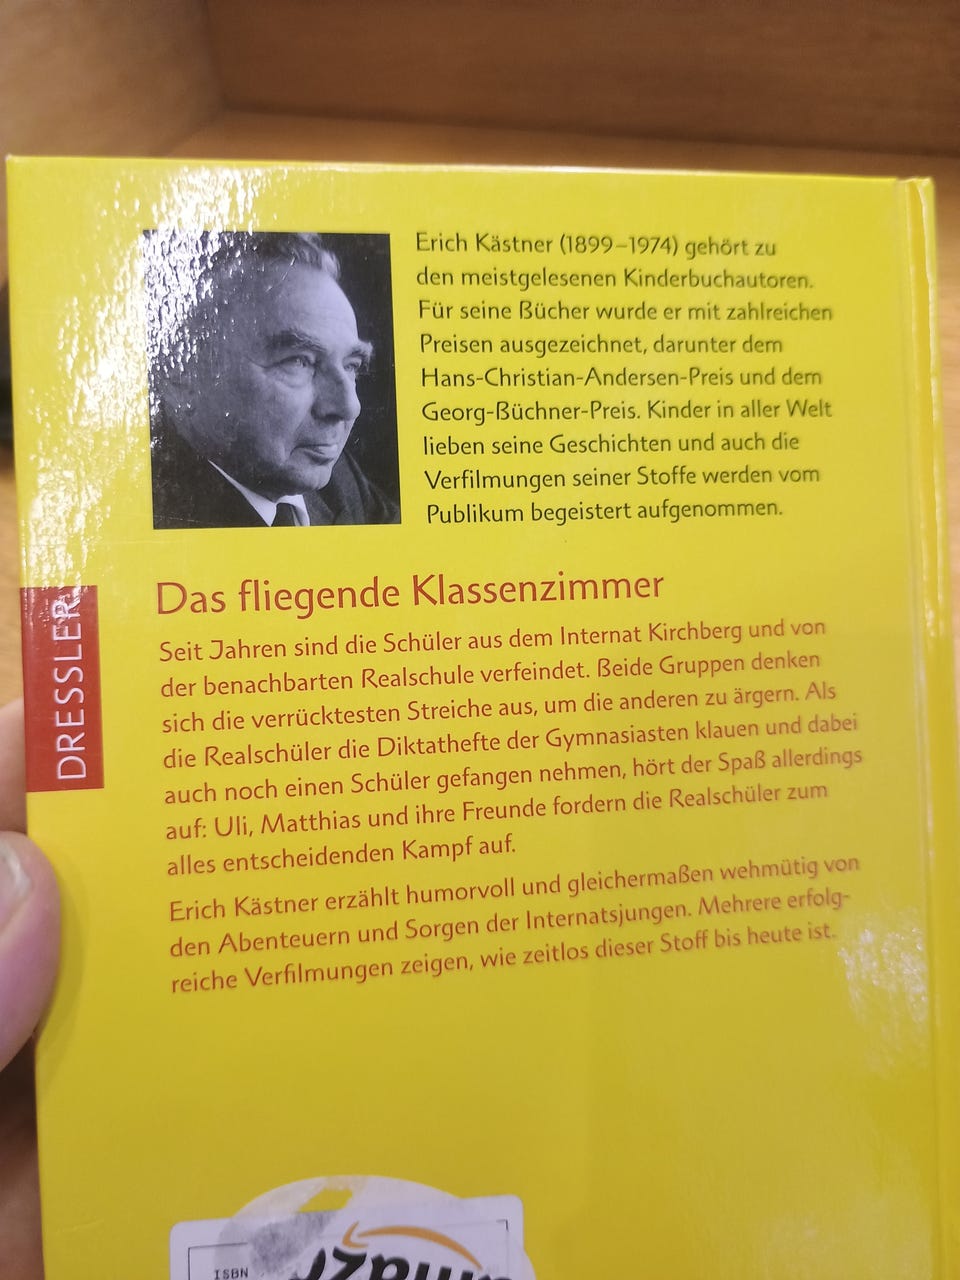 Erich Kästner (1899–1974) gehört zu
den meistgelesenen Kinderbuchautoren.
Für seine Bücher wurde er mit zahlreichen
Preisen ausgezeichnet, darunter dem
Hans-Christian-Andersen-Preis und dem
Georg-Büchner-Preis. Kinder in aller Welt
lieben seine Geschichten und auch die
Verfilmungen seiner Stoffe werden vom
Publikum begeistert aufgenommen.
Das fliegende Klassenzimmer
Seit Jahren sind die Schüler aus dem Internat Kirchberg und von
der benachbarten Realschule verfeindet. Beide Gruppen denken
sich die verrücktesten Streiche aus, um die anderen zu ärgern. Als
die Realschüler die Diktathefte der Gymnasiasten klauen und dabei
auch noch einen Schüler gefangen nehmen, hört der Spaß allerdings
auf: Uli, Matthias und ihre Freunde fordern die Realschüler zum
alles entscheidenden Kampf auf.
Erich Kästner erzählt humorvoll und gleichermaßen wehmütig von
den Abenteuern und Sorgen der Internatsjungen. Mehrere erfolg-
reiche Verfilmungen zeigen, wie zeitlos dieser Stoff bis heute ist.
DRESSLER
ISBN